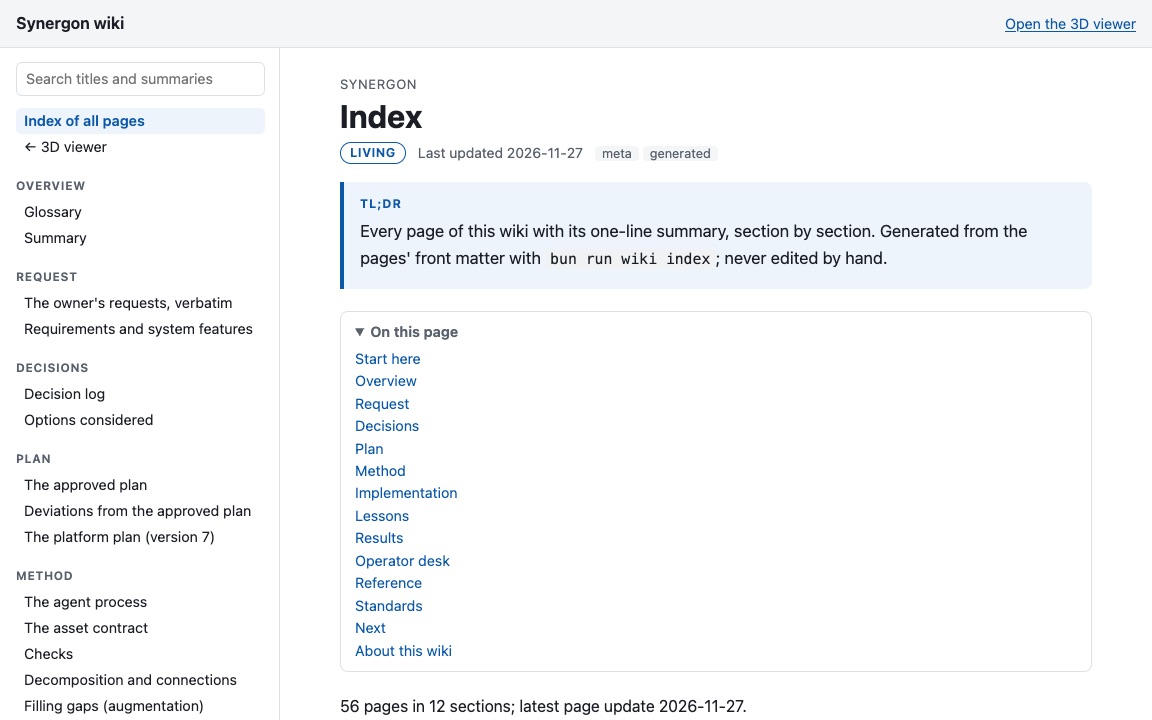 Synergon wiki
Open the 3D viewer
Search titles and summaries
Index of all pages
← 3D viewer
OVERVIEW
Glossary
Summary
REQUEST
The owner's requests, verbatim
Requirements and system features
DECISIONS
Decision log
Options considered
PLAN
The approved plan
Deviations from the approved plan
The platform plan (version 7)
METHOD
The agent process
The asset contract
Checks
Decomposition and connections
Filling gaps (augmentation)
SYNERGON
Index
LIVING Last updated 2026-11-27 meta generated
TL;DR
Every page of this wiki with its one-line summary, section by section. Generated from the
pages' front matter with bun run wiki index; never edited by hand.
▼ On this page
Start here
Overview
Request
Decisions
Plan
Method
Implementation
Lessons
Results
Operator desk
Reference
Standards
Next
About this wiki
56 pages in 12 sections; latest page update 2026-11-27.